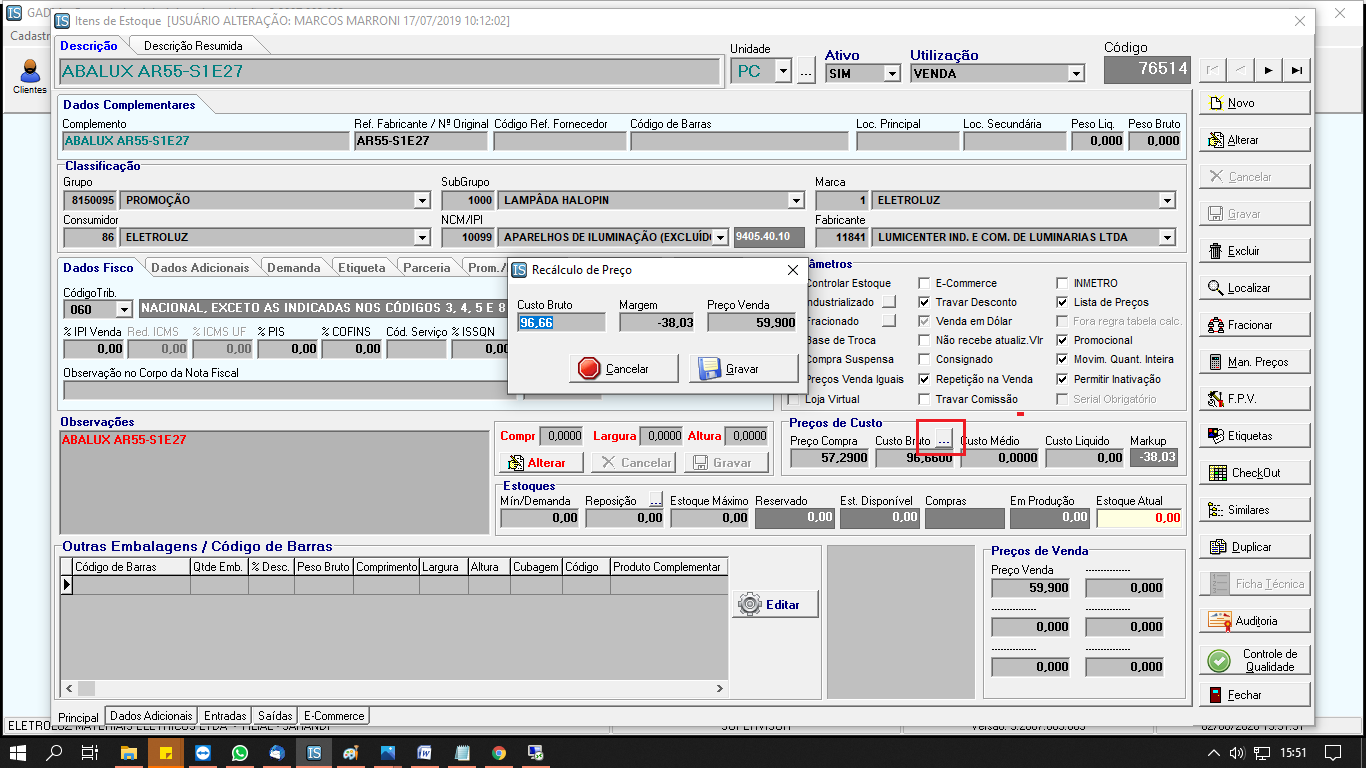 Itens de Estoque [USUÁRIO ALTERAÇÃO: MARCOS MARRONI 17/07/2019 10:12:02]
Clientes
Descrição Descrição Resumida
ABALUX AR55-S1E27
Unidade
PC ...
Ativo
SIM
Utilização
VENDA
Código
76514
Dados Complementares
Complemento Ref. Fabricante / Nº Original Código Ref. Fornecedor Código de Barras Loc. Principal Loc. Secundária Peso Liq. Peso Bruto
ABALUX AR55-S1E27 AR55-S1E27 0,000 0,000
Classificação
Grupo SubGrupo Marca
8150095 PROMOÇÃO 1000 LAMPÂDA HALOPIN 1 ELETROLUZ
Consumidor NCM/IPI Fabricante
86 ELETROLUZ 10099 APARELHOS DE ILUMINAÇÃO (EXCLUÍD 9405.40.10 11841 LUMICENTER IND. E COM. DE LUMINARIAS LTDA
Dados Fisco Dados Adicionais Demanda Etiqueta Parceria Prom./
CódigoTrib.
060 NACIONAL, EXCETO AS INDICADAS NOS CÓDIGOS 3, 4, 5 E 8
% IPI Venda Red. ICMS % ICMS UF % PIS % COFINS Cód. Serviço % ISSQN
0,00 0,00 0,00 0,00 0,00 0,00
Observação no Corpo da Nota Fiscal
Recálculo de Preço
Custo Bruto Margem Preço Venda
96,66 -38,03 59,900
Cancelar Gravar
âmetros
Controlar Estoque E-Commerce INMETRO
ndustrializado Travar Desconto Lista de Preços
Fracionado Venda em Dólar Fora regra tabela calc.
Base de Troca Não recebe atualiz.Vlr Promocional
Compra Suspensa Consignado Movim. Quant. Inteira
Preços Venda Iguais Repetição na Venda Permitir Inativação
Loja Virtual Travar Comissão Serial Obrigatório
Observações
ABALUX AR55-S1E27
Compr 0,0000 Largura 0,0000 Altura 0,0000
Alterar Cancelar Gravar
Preços de Custo
Preço Compra Custo Bruto ... Custo Médio Custo Liquido Markup
57,2900 96,6600 0,0000 0,00 -38,03
Estoques
Mín/Demanda Reposição ... Estoque Máximo Reservado Est. Disponível Compras Em Produção Estoque Atual
0,00 0,00 0,00 0,00 0,00 0,00 0,00
Outras Embalagens / Código de Barras
Código de Barras Qtde Emb. % Desc. Peso Bruto Comprimento Largura Altura Cubagem Código Produto Complementar
Editar
Preços de Venda
Preço Venda ---------------
59,900 0,000
--------------- ---------------
0,000 0,000
--------------- ---------------
0,000 0,000
Novo
Alterar
Cancelar
Gravar
Excluir
Localizar
Fracionar
Man. Preços
F.P.V.
Etiquetas
CheckOut
Similares
Duplicar
Ficha Técnica
Auditoria
Controle de
Qualidade
Fechar
Principal Dados Adicionais Entradas Saídas E-Commerce
15:51